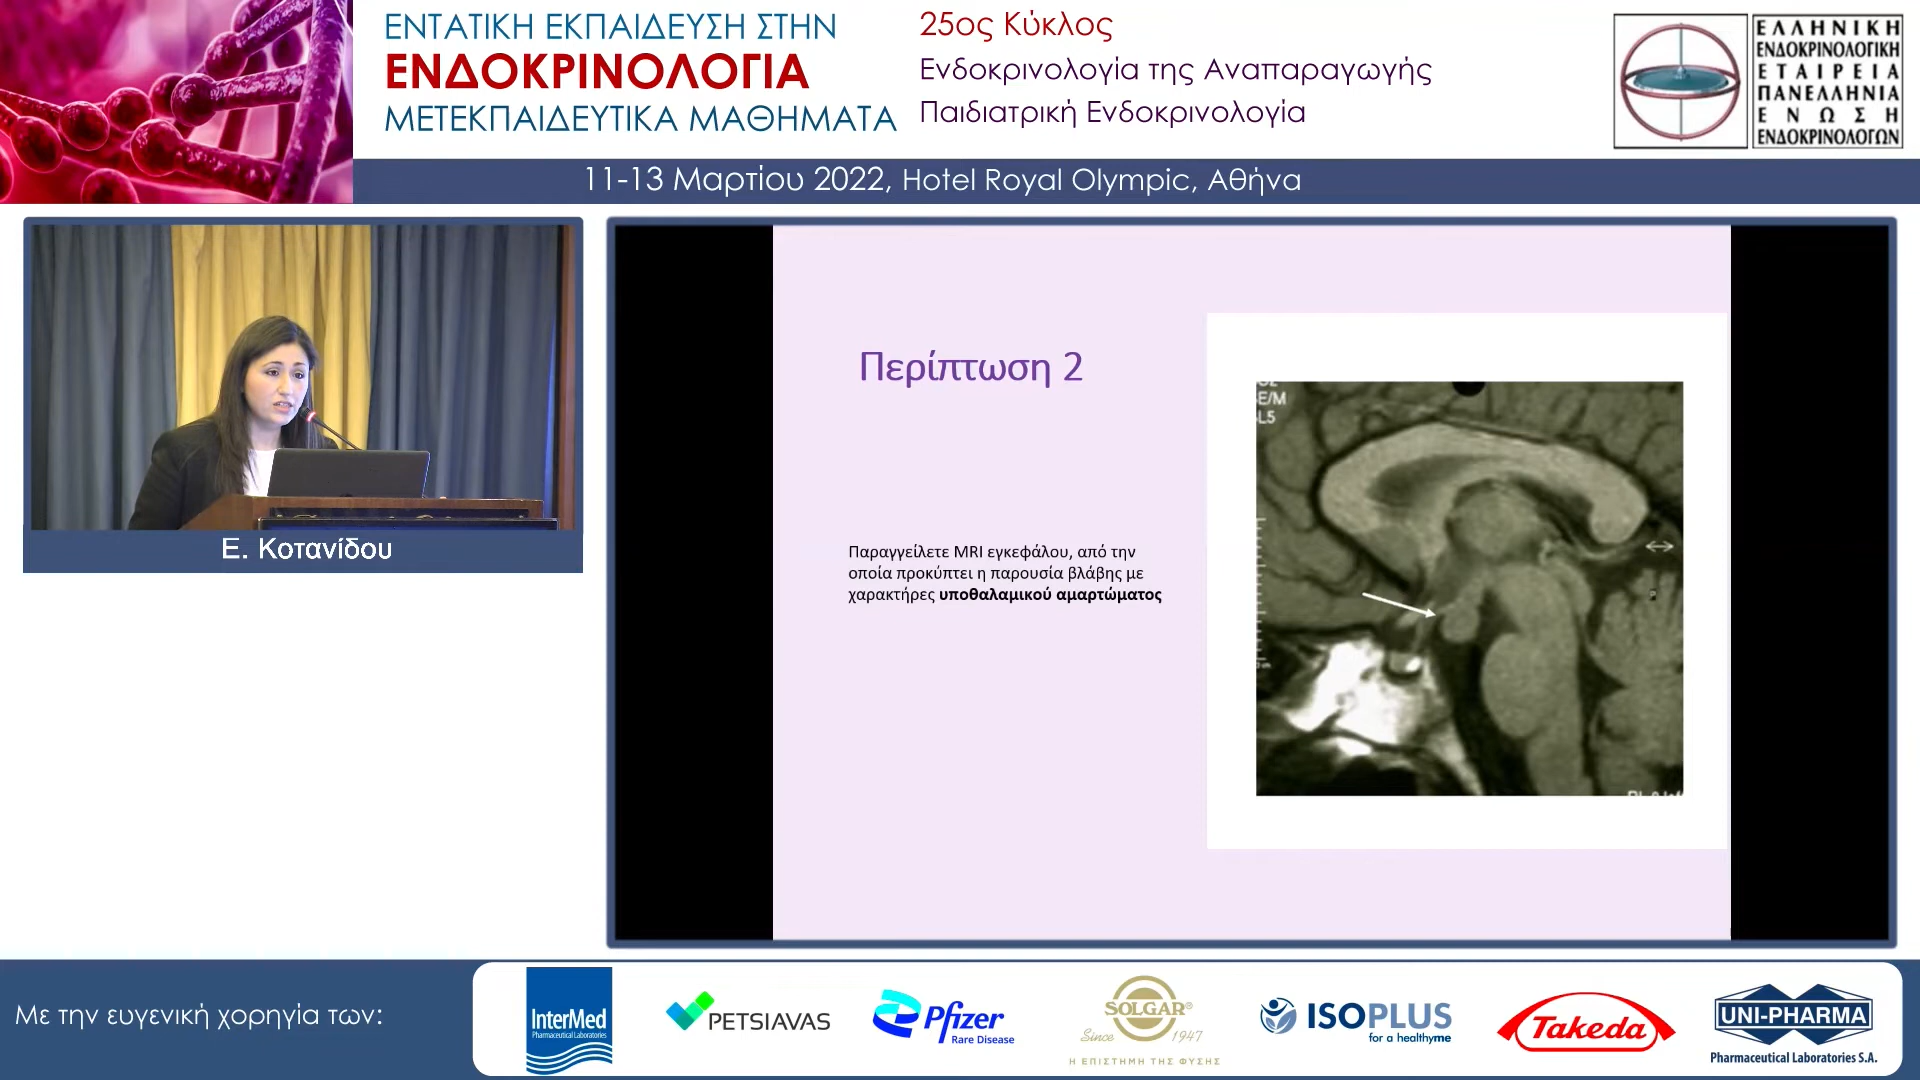 ΕΝΤΑΤΙΚΗ ΕΚΠΑΙΔΕΥΣΗ ΣΤΗΝ
ΕΝΔΟΚΡΙΝΟΛΟΓΙΑ
ΜΕΤΕΚΠΑΙΔΕΥΤΙΚΑ ΜΑΘΗΜΑΤΑ
25ος Κύκλος
Ενδοκρινολογία της Αναπαραγωγής
Παιδιατρική Ενδοκρινολογία
ΕΛΛΗΝΙΚΗ
ΕΝΔΟΚΡΙΝΟΛΟΓΙΚΗ
ΕΤΑΙΡΕΙΑ
ΠΑΝΕΛΛΗΝΙΑ
ΕΝΩΣΗ
ΕΝΔΟΚΡΙΝΟΛΟΓΩΝ
11-13 Μαρτίου 2022, Hotel Royal Olympic, Αθήνα
Ε. Κοτανίδου
Περίπτωση 2
Παραγγείλετε MRI εγκεφάλου, από την
οποία προκύπτει η παρουσία βλάβης με
χαρακτήρες υποθαλαμικού αμαρτώματος
E/M
L5
Με την ευγενική χορηγία των:
InterMed
Pharmaceutical Laboratories
PETSIAVAS
Pfizer
Rare Disease
SOLGAR®
Since 1947
Η ΕΠΙΣΤΗΜΗ ΤΗΣ ΦΥΣΗΣ
ISOPLUS
for a healthyme
Takeda
UNI-PHARMA
Pharmaceutical Laboratories S.A.